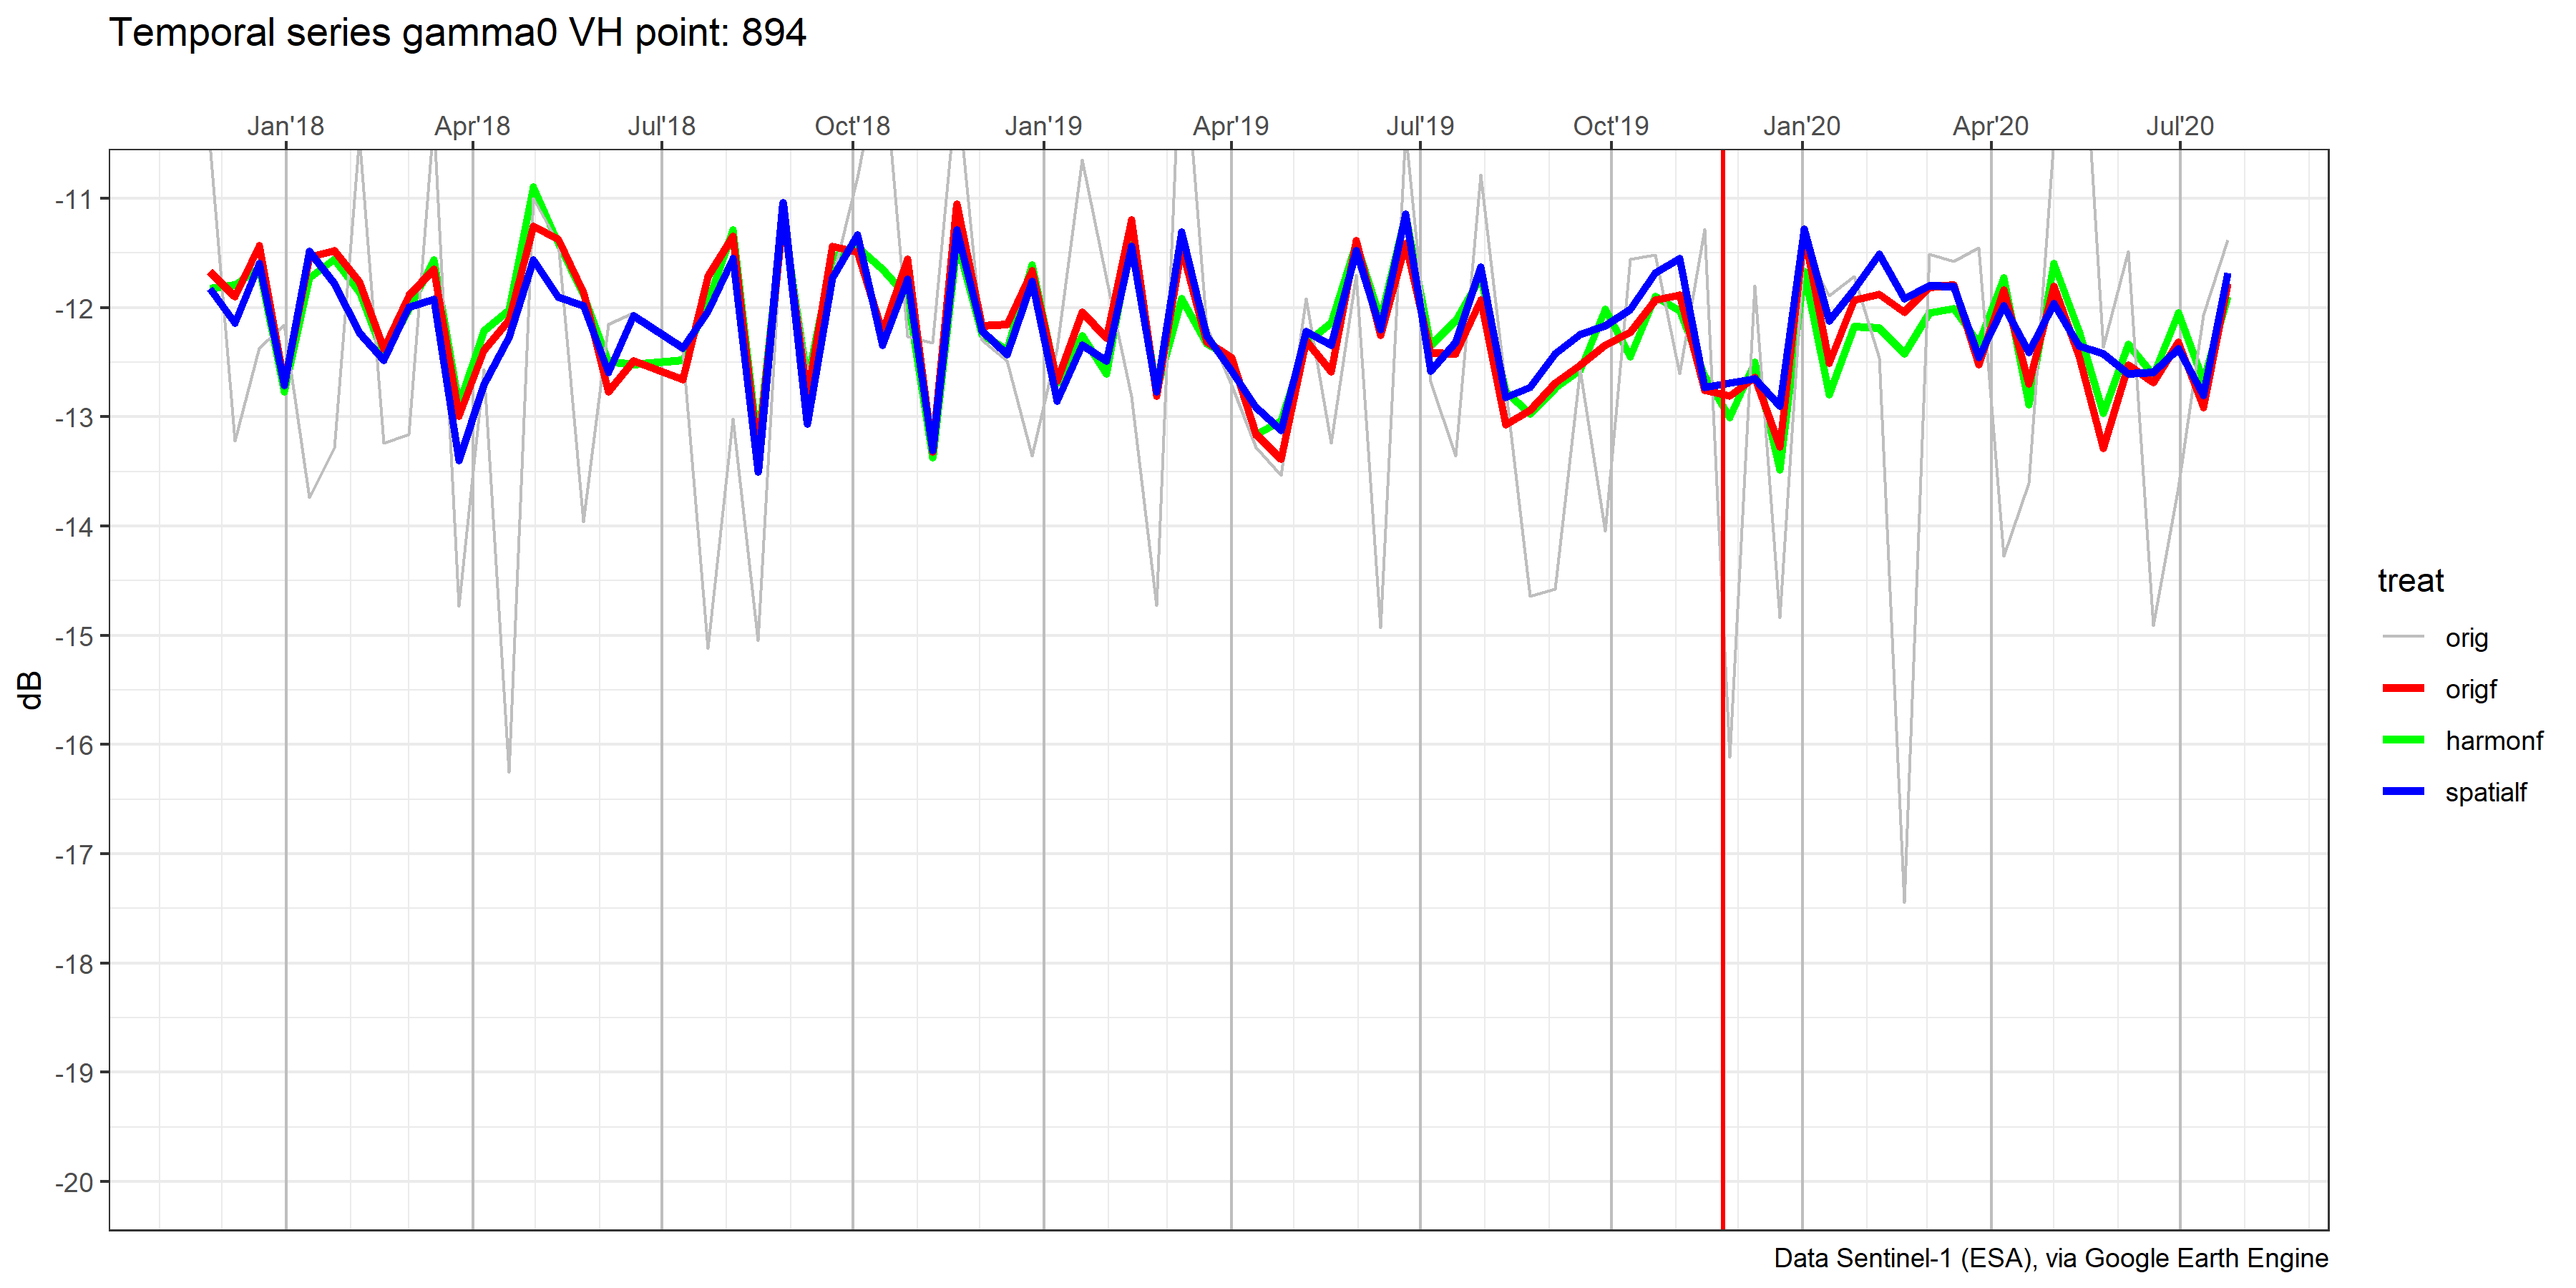 Temporal series gamma0 VH point: 894
Jan'18 Apr'18 Jul'18 Oct'18 Jan'19 Apr'19 Jul'19 Oct'19 Jan'20 Apr'20 Jul'20
-11
-12
-13
-14
-15
-16
-17
-18
-19
-20
dB
treat
orig
origf
harmonf
spatialf
Data Sentinel-1 (ESA), via Google Earth Engine